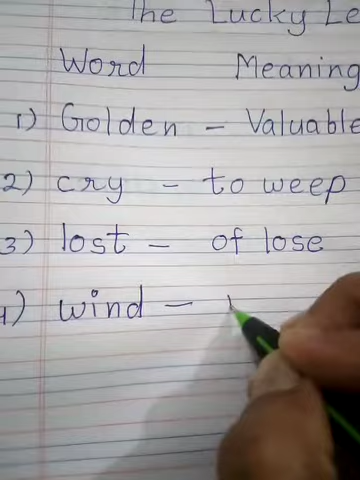 The Lucky Le
Word Meaning
1) Golden - Valuable
2) cry - to weep
3) lost - of lose
4) wind -